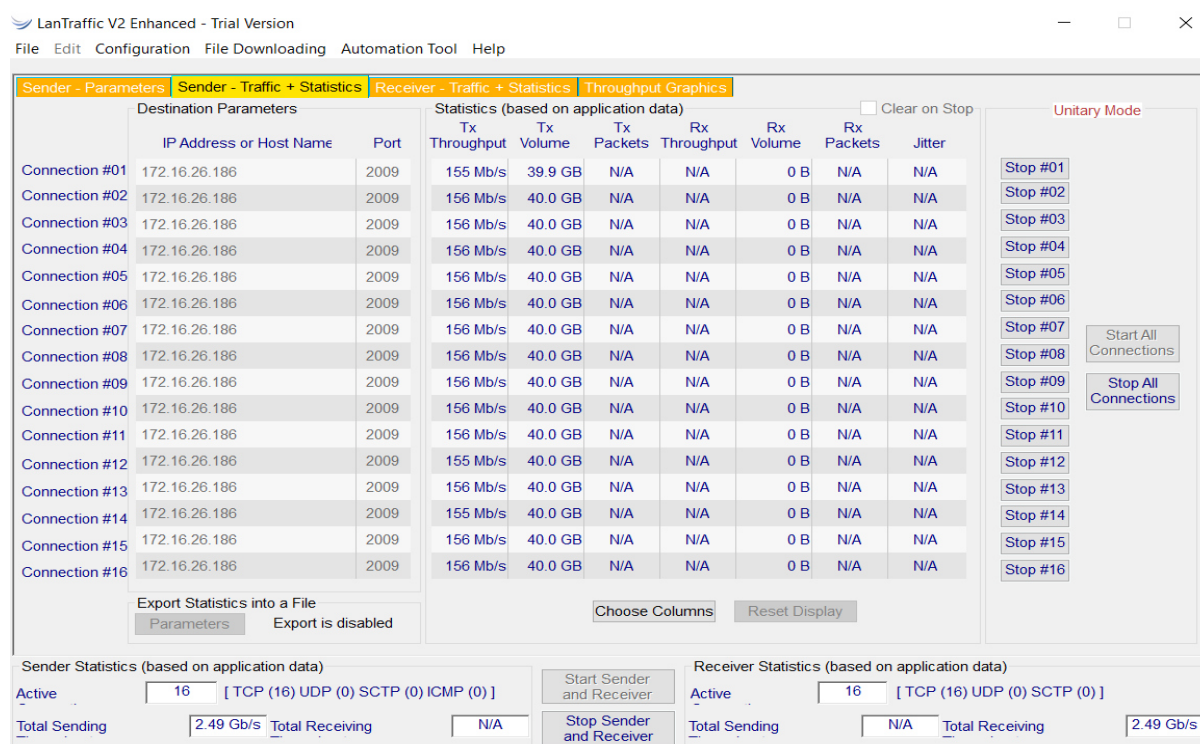 LanTraffic V2 Enhanced - Trial Version
File Edit Configuration File Downloading Automation Tool Help
Sender - Parameters Sender - Traffic + Statistics Receiver - Traffic + Statistics Throughput Graphics
Destination Parameters Statistics (based on application data) Clear on Stop Unitary Mode
Tx Tx Tx Rx Rx Rx
IP Address or Host Name Port Throughput Volume Packets Throughput Volume Packets Jitter
Connection #01 172.16.26.186 2009 155 Mb/s 39.9 GB N/A N/A 0 B N/A N/A Stop #01
Connection #02 172.16.26.186 2009 156 Mb/s 40.0 GB N/A N/A 0 B N/A N/A Stop #02
Connection #03 172.16.26.186 2009 156 Mb/s 40.0 GB N/A N/A 0 B N/A N/A Stop #03
Connection #04 172.16.26.186 2009 156 Mb/s 40.0 GB N/A N/A 0 B N/A N/A Stop #04
Connection #05 172.16.26.186 2009 156 Mb/s 40.0 GB N/A N/A 0 B N/A N/A Stop #05
Connection #06 172.16.26.186 2009 156 Mb/s 40.0 GB N/A N/A 0 B N/A N/A Stop #06
Connection #07 172.16.26.186 2009 156 Mb/s 40.0 GB N/A N/A 0 B N/A N/A Stop #07 Start All
Connection #08 172.16.26.186 2009 156 Mb/s 40.0 GB N/A N/A 0 B N/A N/A Stop #08 Connections
Connection #09 172.16.26.186 2009 156 Mb/s 40.0 GB N/A N/A 0 B N/A N/A Stop #09 Stop All
Connection #10 172.16.26.186 2009 156 Mb/s 40.0 GB N/A N/A 0 B N/A N/A Stop #10 Connections
Connection #11 172.16.26.186 2009 156 Mb/s 40.0 GB N/A N/A 0 B N/A N/A Stop #11
Connection #12 172.16.26.186 2009 155 Mb/s 40.0 GB N/A N/A 0 B N/A N/A Stop #12
Connection #13 172.16.26.186 2009 156 Mb/s 40.0 GB N/A N/A 0 B N/A N/A Stop #13
Connection #14 172.16.26.186 2009 156 Mb/s 40.0 GB N/A N/A 0 B N/A N/A Stop #14
Connection #15 172.16.26.186 2009 156 Mb/s 40.0 GB N/A N/A 0 B N/A N/A Stop #15
Connection #16 172.16.26.186 2009 156 Mb/s 40.0 GB N/A N/A 0 B N/A N/A Stop #16
Export Statistics into a File
Parameters Export is disabled Choose Columns Reset Display
Sender Statistics (based on application data) Receiver Statistics (based on application data)
Active 16 [ TCP (16) UDP (0) SCTP (0) ICMP (0) ] Start Sender and Receiver Active 16 [ TCP (16) UDP (0) SCTP (0) ]
Total Sending 2.49 Gb/s Total Receiving N/A Stop Sender and Receiver Total Sending N/A Total Receiving 2.49 Gb/s